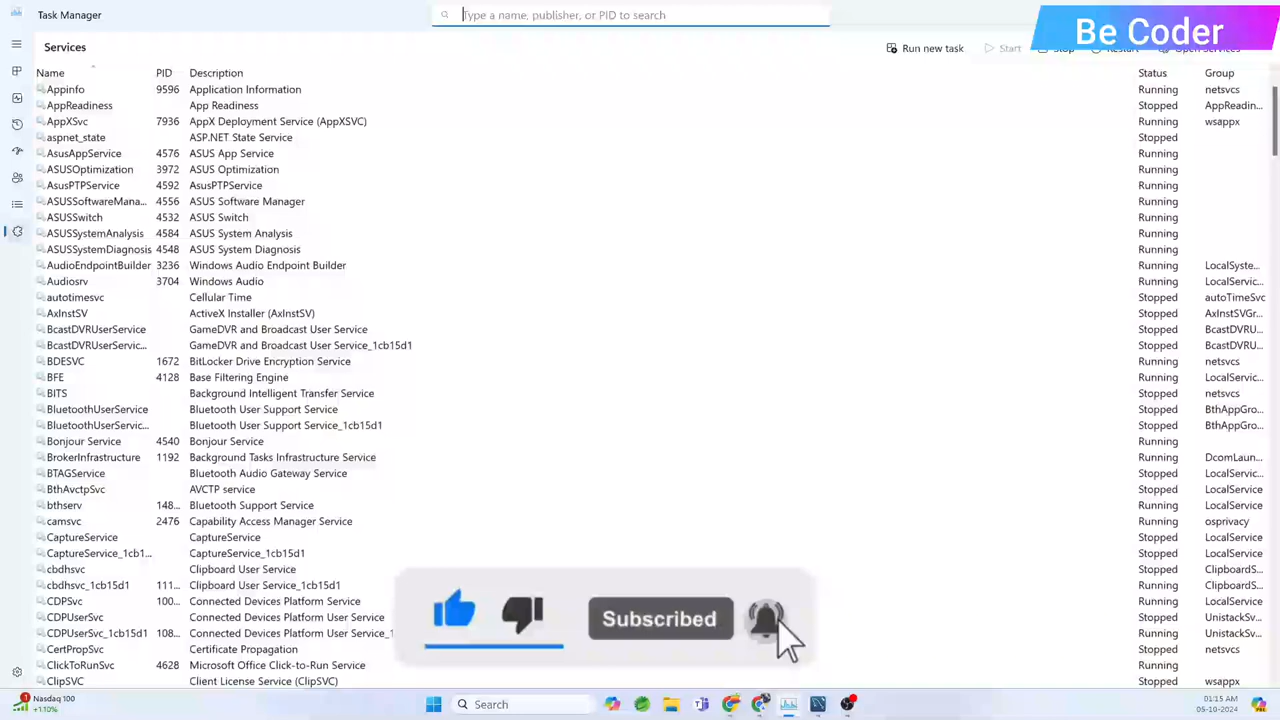 Task Manager
Type a name, publisher, or PID to search
Be Coder
Services
Run new task
Start
Name PID Description Status Group
Appinfo 9596 Application Information Running netsvcs
AppReadiness App Readiness Stopped AppReadin...
AppXSvc 7936 AppX Deployment Service (AppXSVC) Running wsappx
aspnet_state ASP.NET State Service Stopped
AsusAppService 4576 ASUS App Service Running
ASUSOptimization 3972 ASUS Optimization Running
AsusPTPService 4592 AsusPTPService Running
ASUSSoftwareMana... 4556 ASUS Software Manager Running
ASUSSwitch 4532 ASUS Switch Running
ASUSSystemAnalysis 4584 ASUS System Analysis Running
ASUSSystemDiagnosis 4548 ASUS System Diagnosis Running
AudioEndpointBuilder 3236 Windows Audio Endpoint Builder Running LocalSyste...
Audiosrv 3704 Windows Audio Running LocalServic...
autotimesvc Cellular Time Stopped autoTimeSvc
AxInstSV ActiveX Installer (AxInstSV) Stopped AxInstSVGr...
BcastDVRUserService GameDVR and Broadcast User Service Stopped BcastDVRU...
BcastDVRUserServic... GameDVR and Broadcast User Service_1cb15d1 Stopped BcastDVRU...
BDESVC 1672 BitLocker Drive Encryption Service Running netsvcs
BFE 4128 Base Filtering Engine Running LocalServic...
BITS Background Intelligent Transfer Service Stopped netsvcs
BluetoothUserService Bluetooth User Support Service Stopped BthAppGro...
BluetoothUserServic... Bluetooth User Support Service_1cb15d1 Stopped BthAppGro...
Bonjour Service 4540 Bonjour Service Running
BrokerInfrastructure 1192 Background Tasks Infrastructure Service Running DcomLaun...
BTAGService Bluetooth Audio Gateway Service Stopped LocalServic...
BthAvctpSvc AVCTP service Stopped LocalService
bthserv 148... Bluetooth Support Service Running LocalService
camsvc 2476 Capability Access Manager Service Running osprivacy
CaptureService CaptureService Stopped LocalService
CaptureService_1cb1... CaptureService_1cb15d1 Stopped LocalService
cbdhsvc Clipboard User Service Stopped ClipboardS...
cbdhsvc_1cb15d1 111... Clipboard User Service_1cb15d1 Running ClipboardS...
CDPSvc 100... Connected Devices Platform Service Running LocalService
CDPUserSvc Connected Devices Platform User Service Stopped UnistackSv...
CDPUserSvc_1cb15d1 108... Connected Devices Platform User Service_1 Running UnistackSv...
CertPropSvc Certificate Propagation Stopped netsvcs
ClickToRunSvc 4628 Microsoft Office Click-to-Run Service Running
ClipSVC Client License Service (ClipSVC) Stopped wsappx
Subscribed
1
Nasdaq 100
+1.10%
Search
01:15 AM
05-10-2024